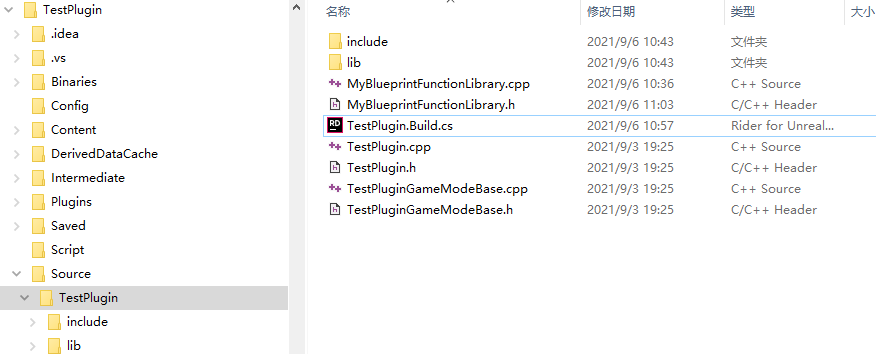 TestPlugin
.idea
.vs
Binaries
Config
Content
DerivedDataCache
Intermediate
Plugins
Saved
Script
Source
TestPlugin
include
lib
名称 修改日期 类型 大小
include 2021/9/6 10:43 文件夹
lib 2021/9/6 10:43 文件夹
MyBlueprintFunctionLibrary.cpp 2021/9/6 10:36 C++ Source
MyBlueprintFunctionLibrary.h 2021/9/6 11:03 C/C++ Header
RD TestPlugin.Build.cs 2021/9/6 10:57 Rider for Unreal...
TestPlugin.cpp 2021/9/3 19:25 C++ Source
TestPlugin.h 2021/9/3 19:25 C/C++ Header
TestPluginGameModeBase.cpp 2021/9/3 19:25 C++ Source
TestPluginGameModeBase.h 2021/9/3 19:25 C/C++ Header